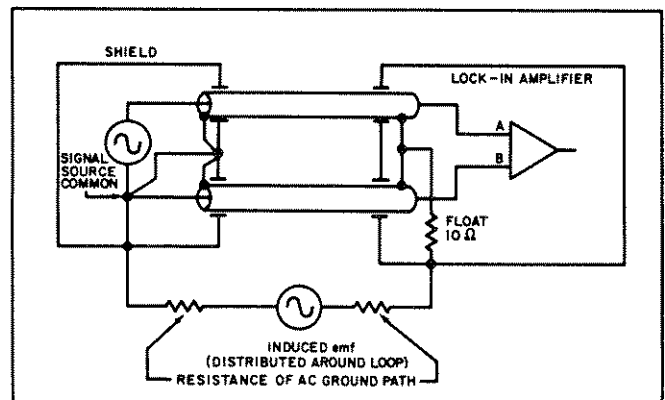 SHIELD
LOCK-IN AMPLIFIER
A
B
SIGNAL
SOURCE
COMMON
FLOAT
10 Ω
INDUCED emf
(DISTRIBUTED AROUND LOOP)
RESISTANCE OF AC GROUND PATH